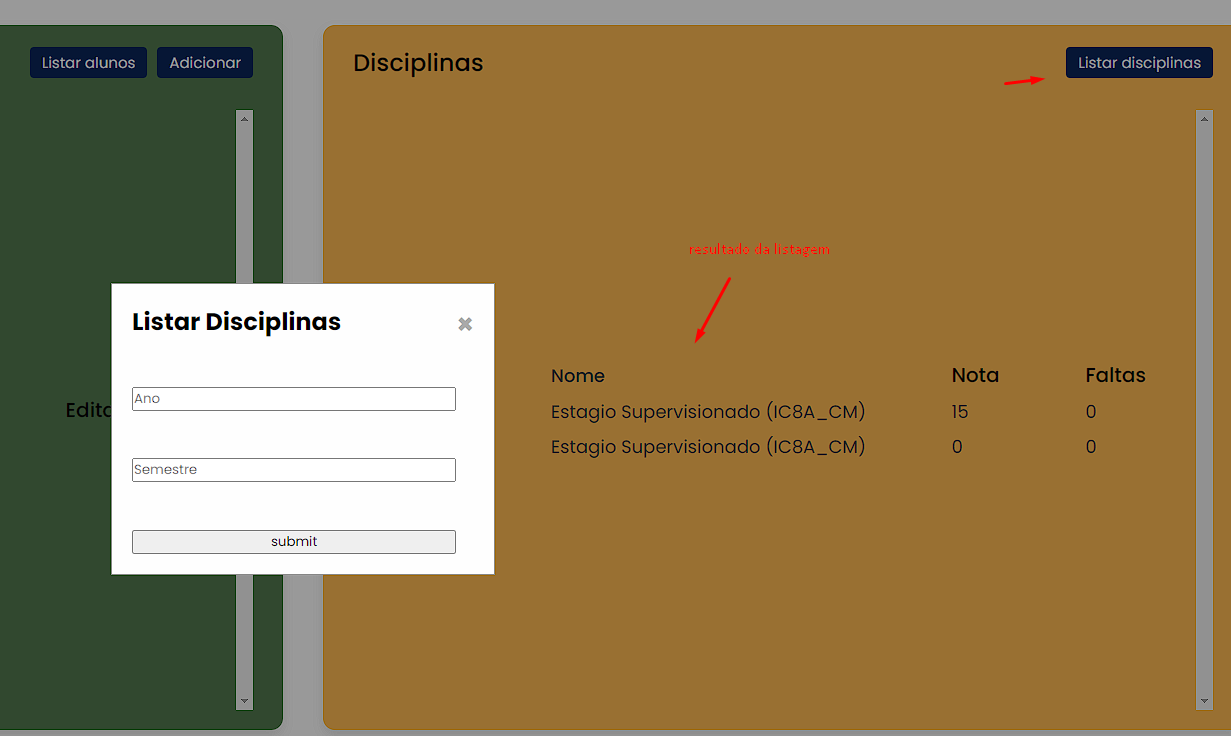 Listar alunos
Adicionar
Disciplinas
Listar disciplinas
resultado da listagem
Listar Disciplinas
Ano
Semestre
submit
Nome Nota Faltas
Estagio Supervisionado (IC8A_CM) 15 0
Estagio Supervisionado (IC8A_CM) 0 0